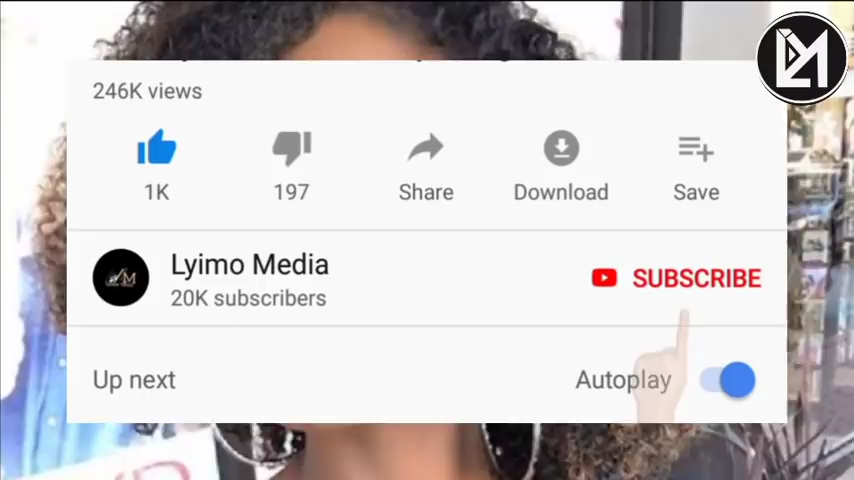 246K views
1K 197 Share Download Save
Lyimo Media
20K subscribers
SUBSCRIBE
Up next Autoplay